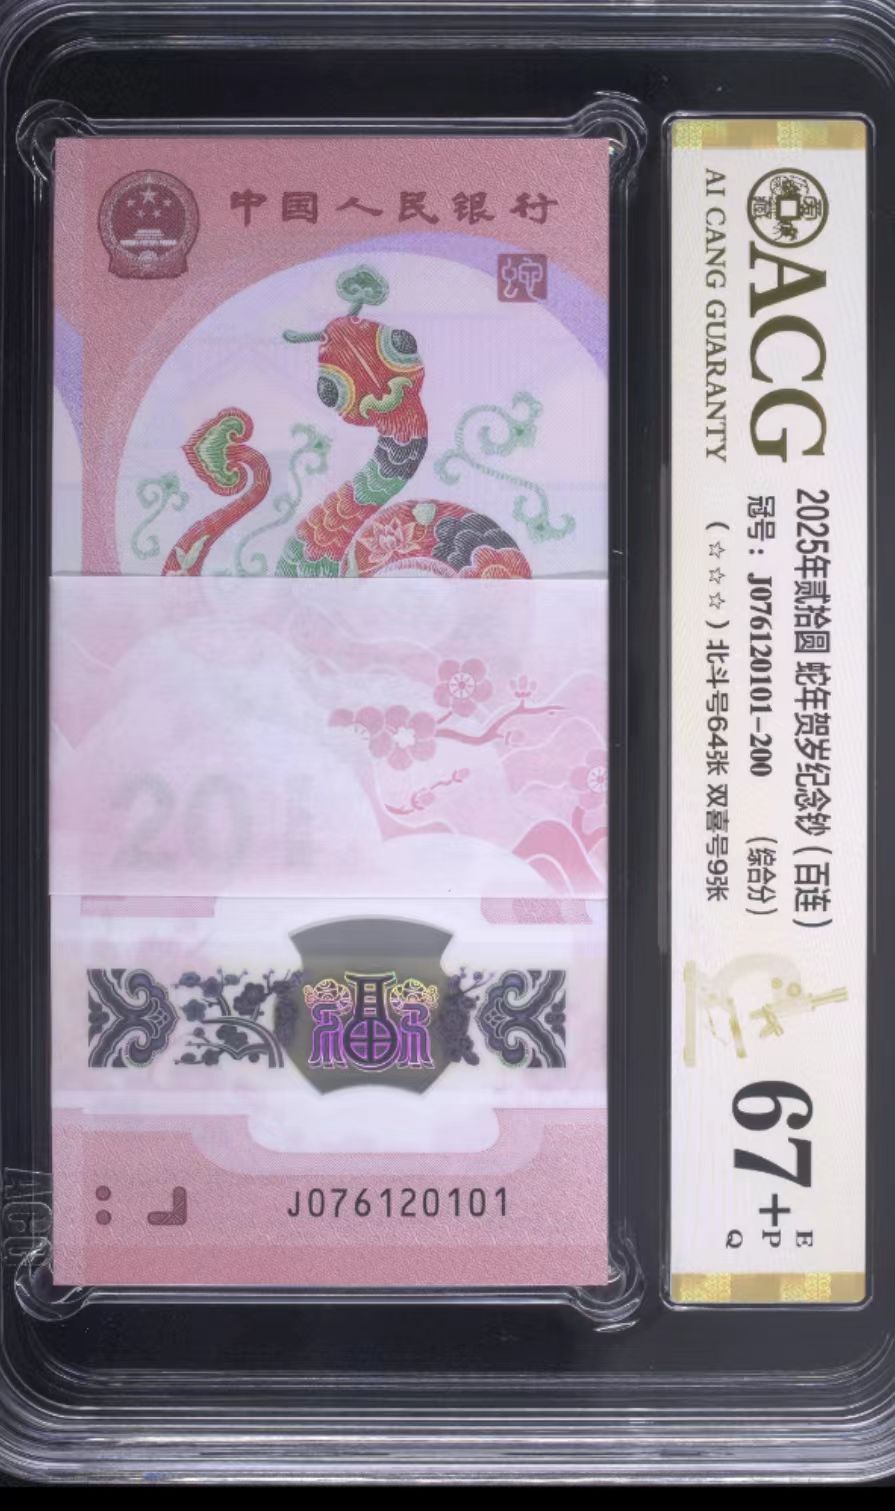 中国人民银行
蛇
20
J076120101
ACG
AI CANG GUARANTY
2025年贰拾圆 蛇年贺岁纪念钞（百连）
冠号：J076120101-200 （综合分）
（☆☆☆）北斗号64张 双喜号9张
67+
E
P
Q
ACG